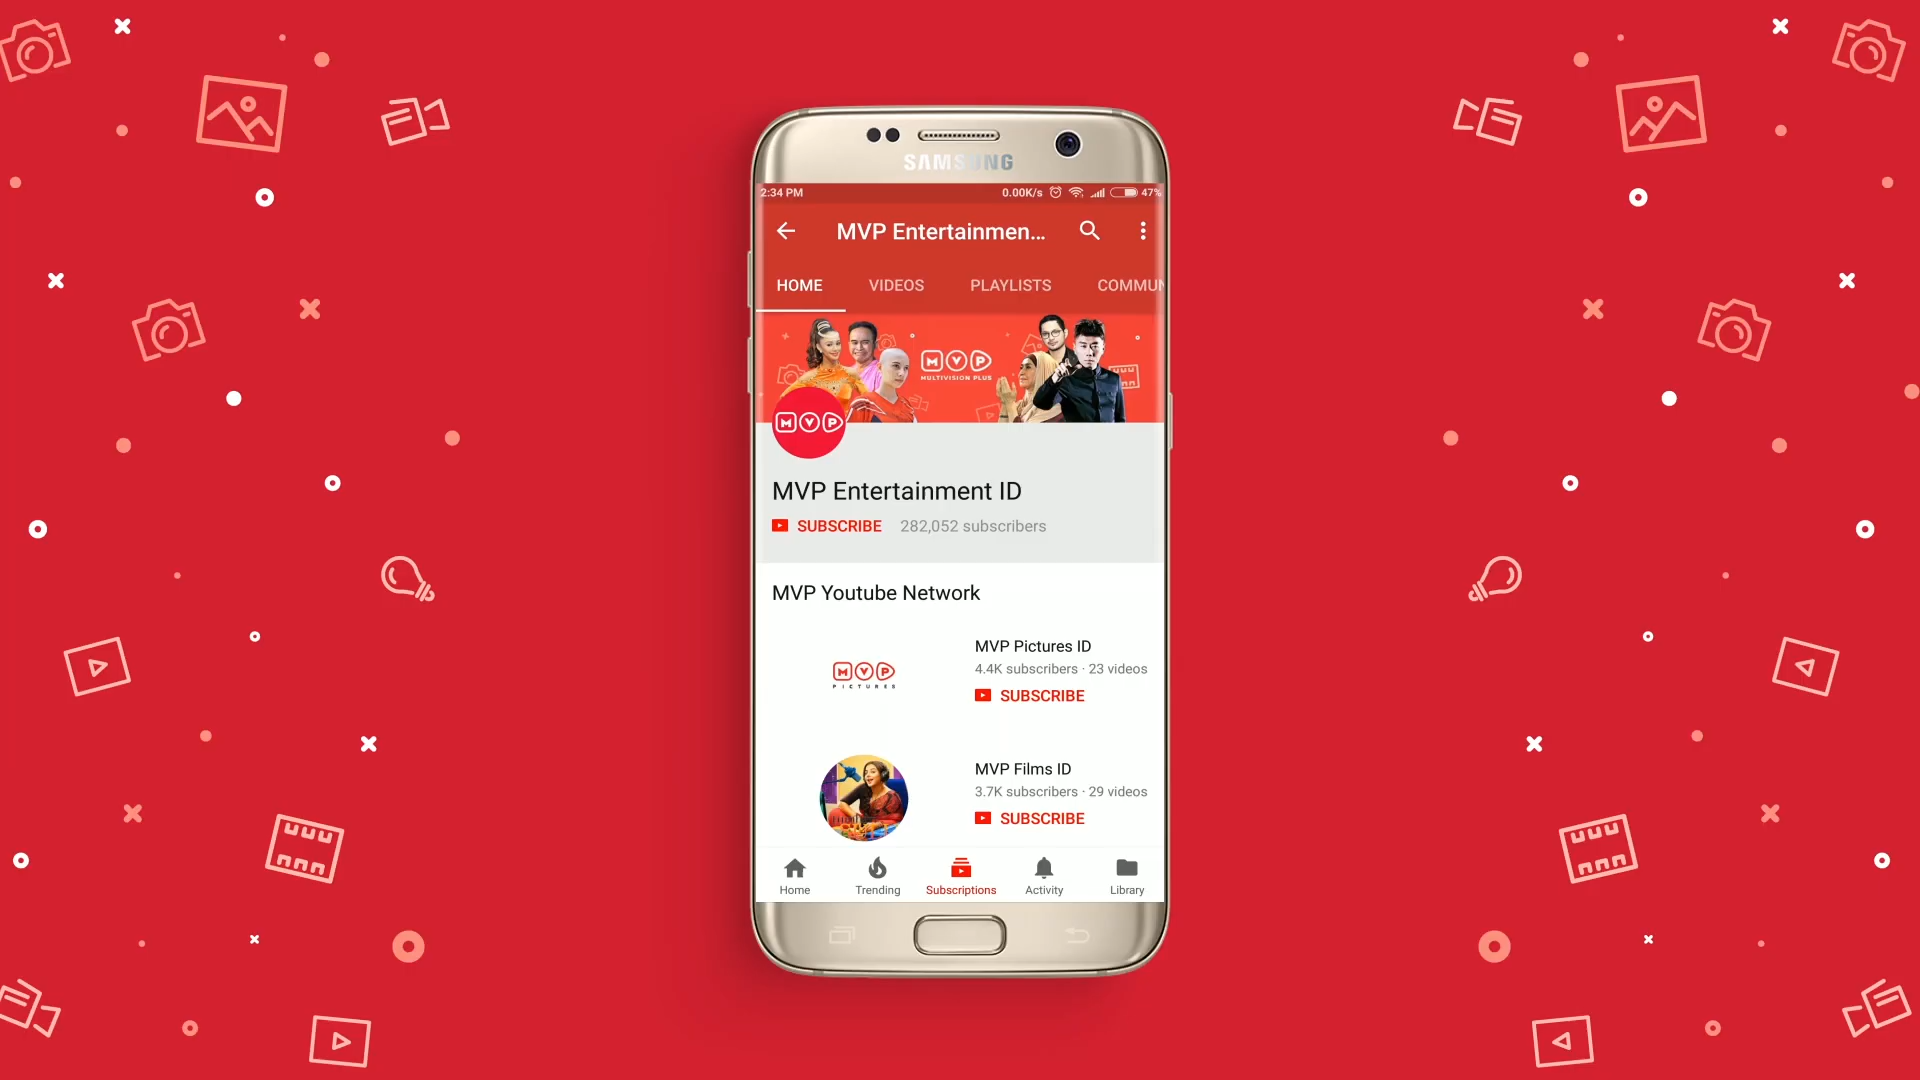 SAMSUNG
2:34 PM 0.00K/s 47%
MVP Entertainmen...
HOME VIDEOS PLAYLISTS COMMUN
MVP
MULTIVISION PLUS
MVP
MVP Entertainment ID
SUBSCRIBE 282,052 subscribers
MVP Youtube Network
MVP Pictures ID
4.4K subscribers · 23 videos
MVP
PICTURES
SUBSCRIBE
MVP Films ID
3.7K subscribers · 29 videos
SUBSCRIBE
Home Trending Subscriptions Activity Library